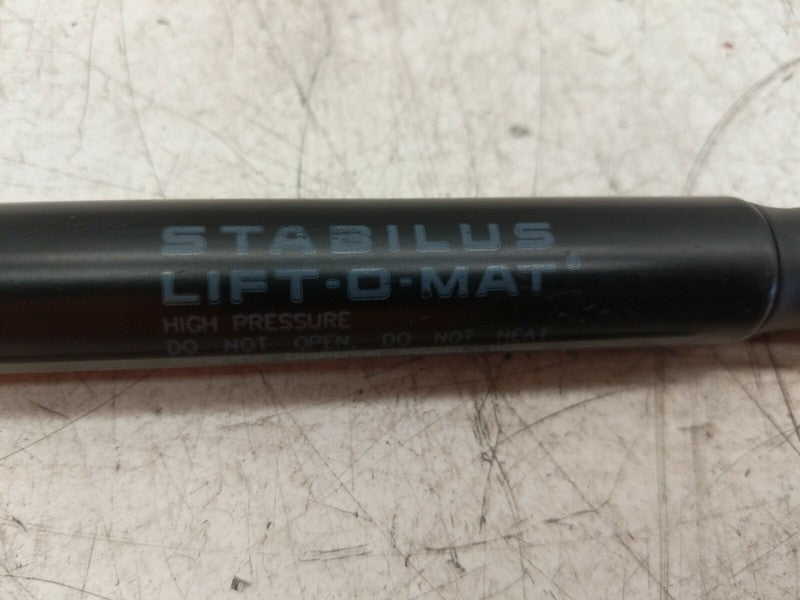 STABILUS
LIFT-O-MAT®
HIGH PRESSURE
DO NOT OPEN, DO NOT HEAT